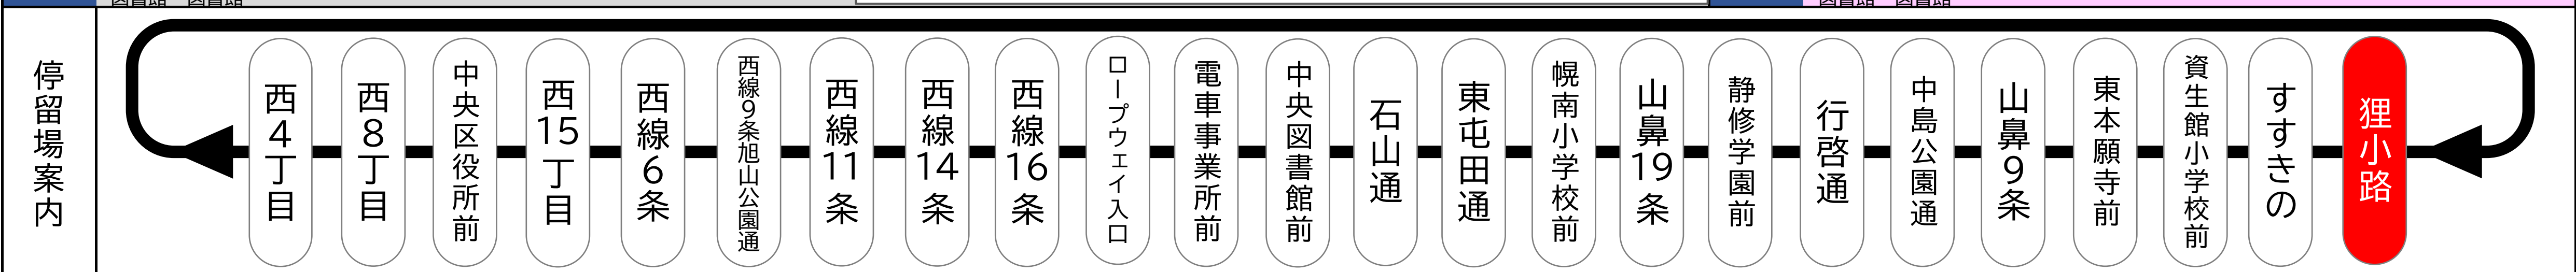 停留場案内
西4丁目
西8丁目
中央区役所前
西15丁目
西線6条
西線9条旭山公園通
西線11条
西線14条
西線16条
ロープウェイ入口
電車事業所前
中央図書館前
石山通
東屯田通
幌南小学校前
山鼻19条
静修学園前
行啓通
中島公園通
山鼻9条
東本願寺前
資生館小学校前
すすきの
狸小路